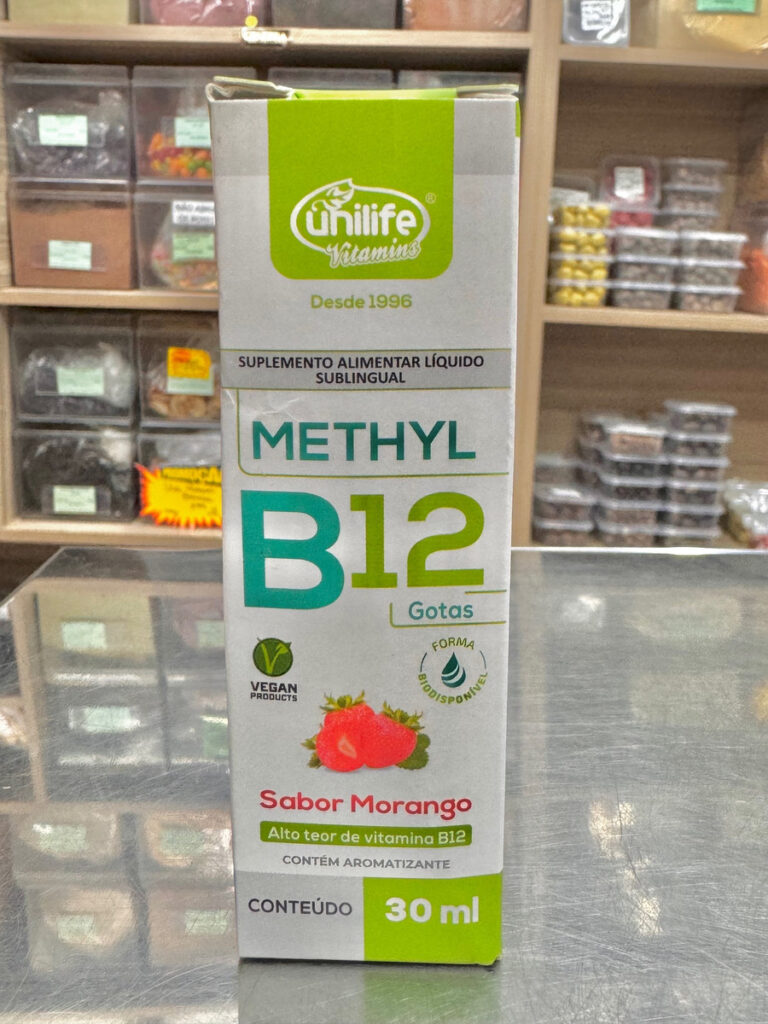 unilife
®
Vitamins
Desde 1996
SUPLEMENTO ALIMENTAR LÍQUIDO
SUBLINGUAL
METHYL
B12
Gotas
V
VEGAN
PRODUCTS
FORMA
BIODISPONÍVEL
Sabor Morango
Alto teor de vitamina B12
CONTÉM AROMATIZANTE
CONTEÚDO
30 ml